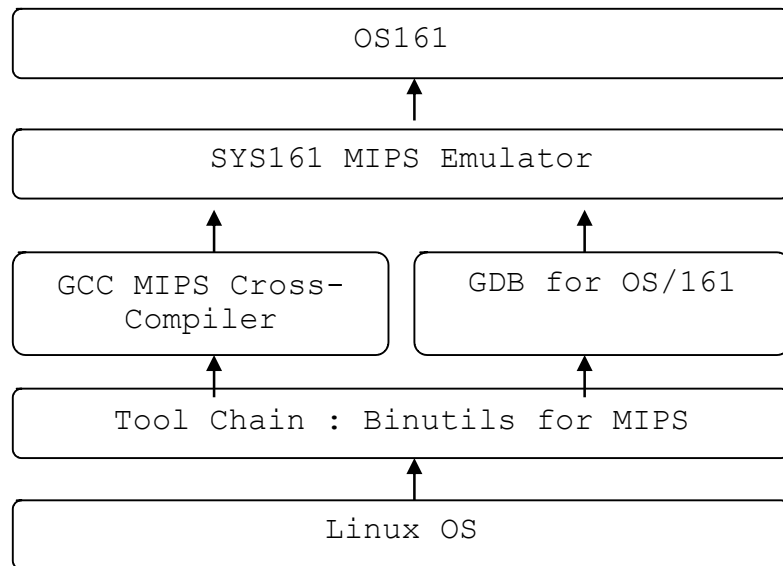 OS161
SYS161 MIPS Emulator
GCC MIPS Cross-
Compiler
GDB for OS/161
Tool Chain : Binutils for MIPS
Linux OS